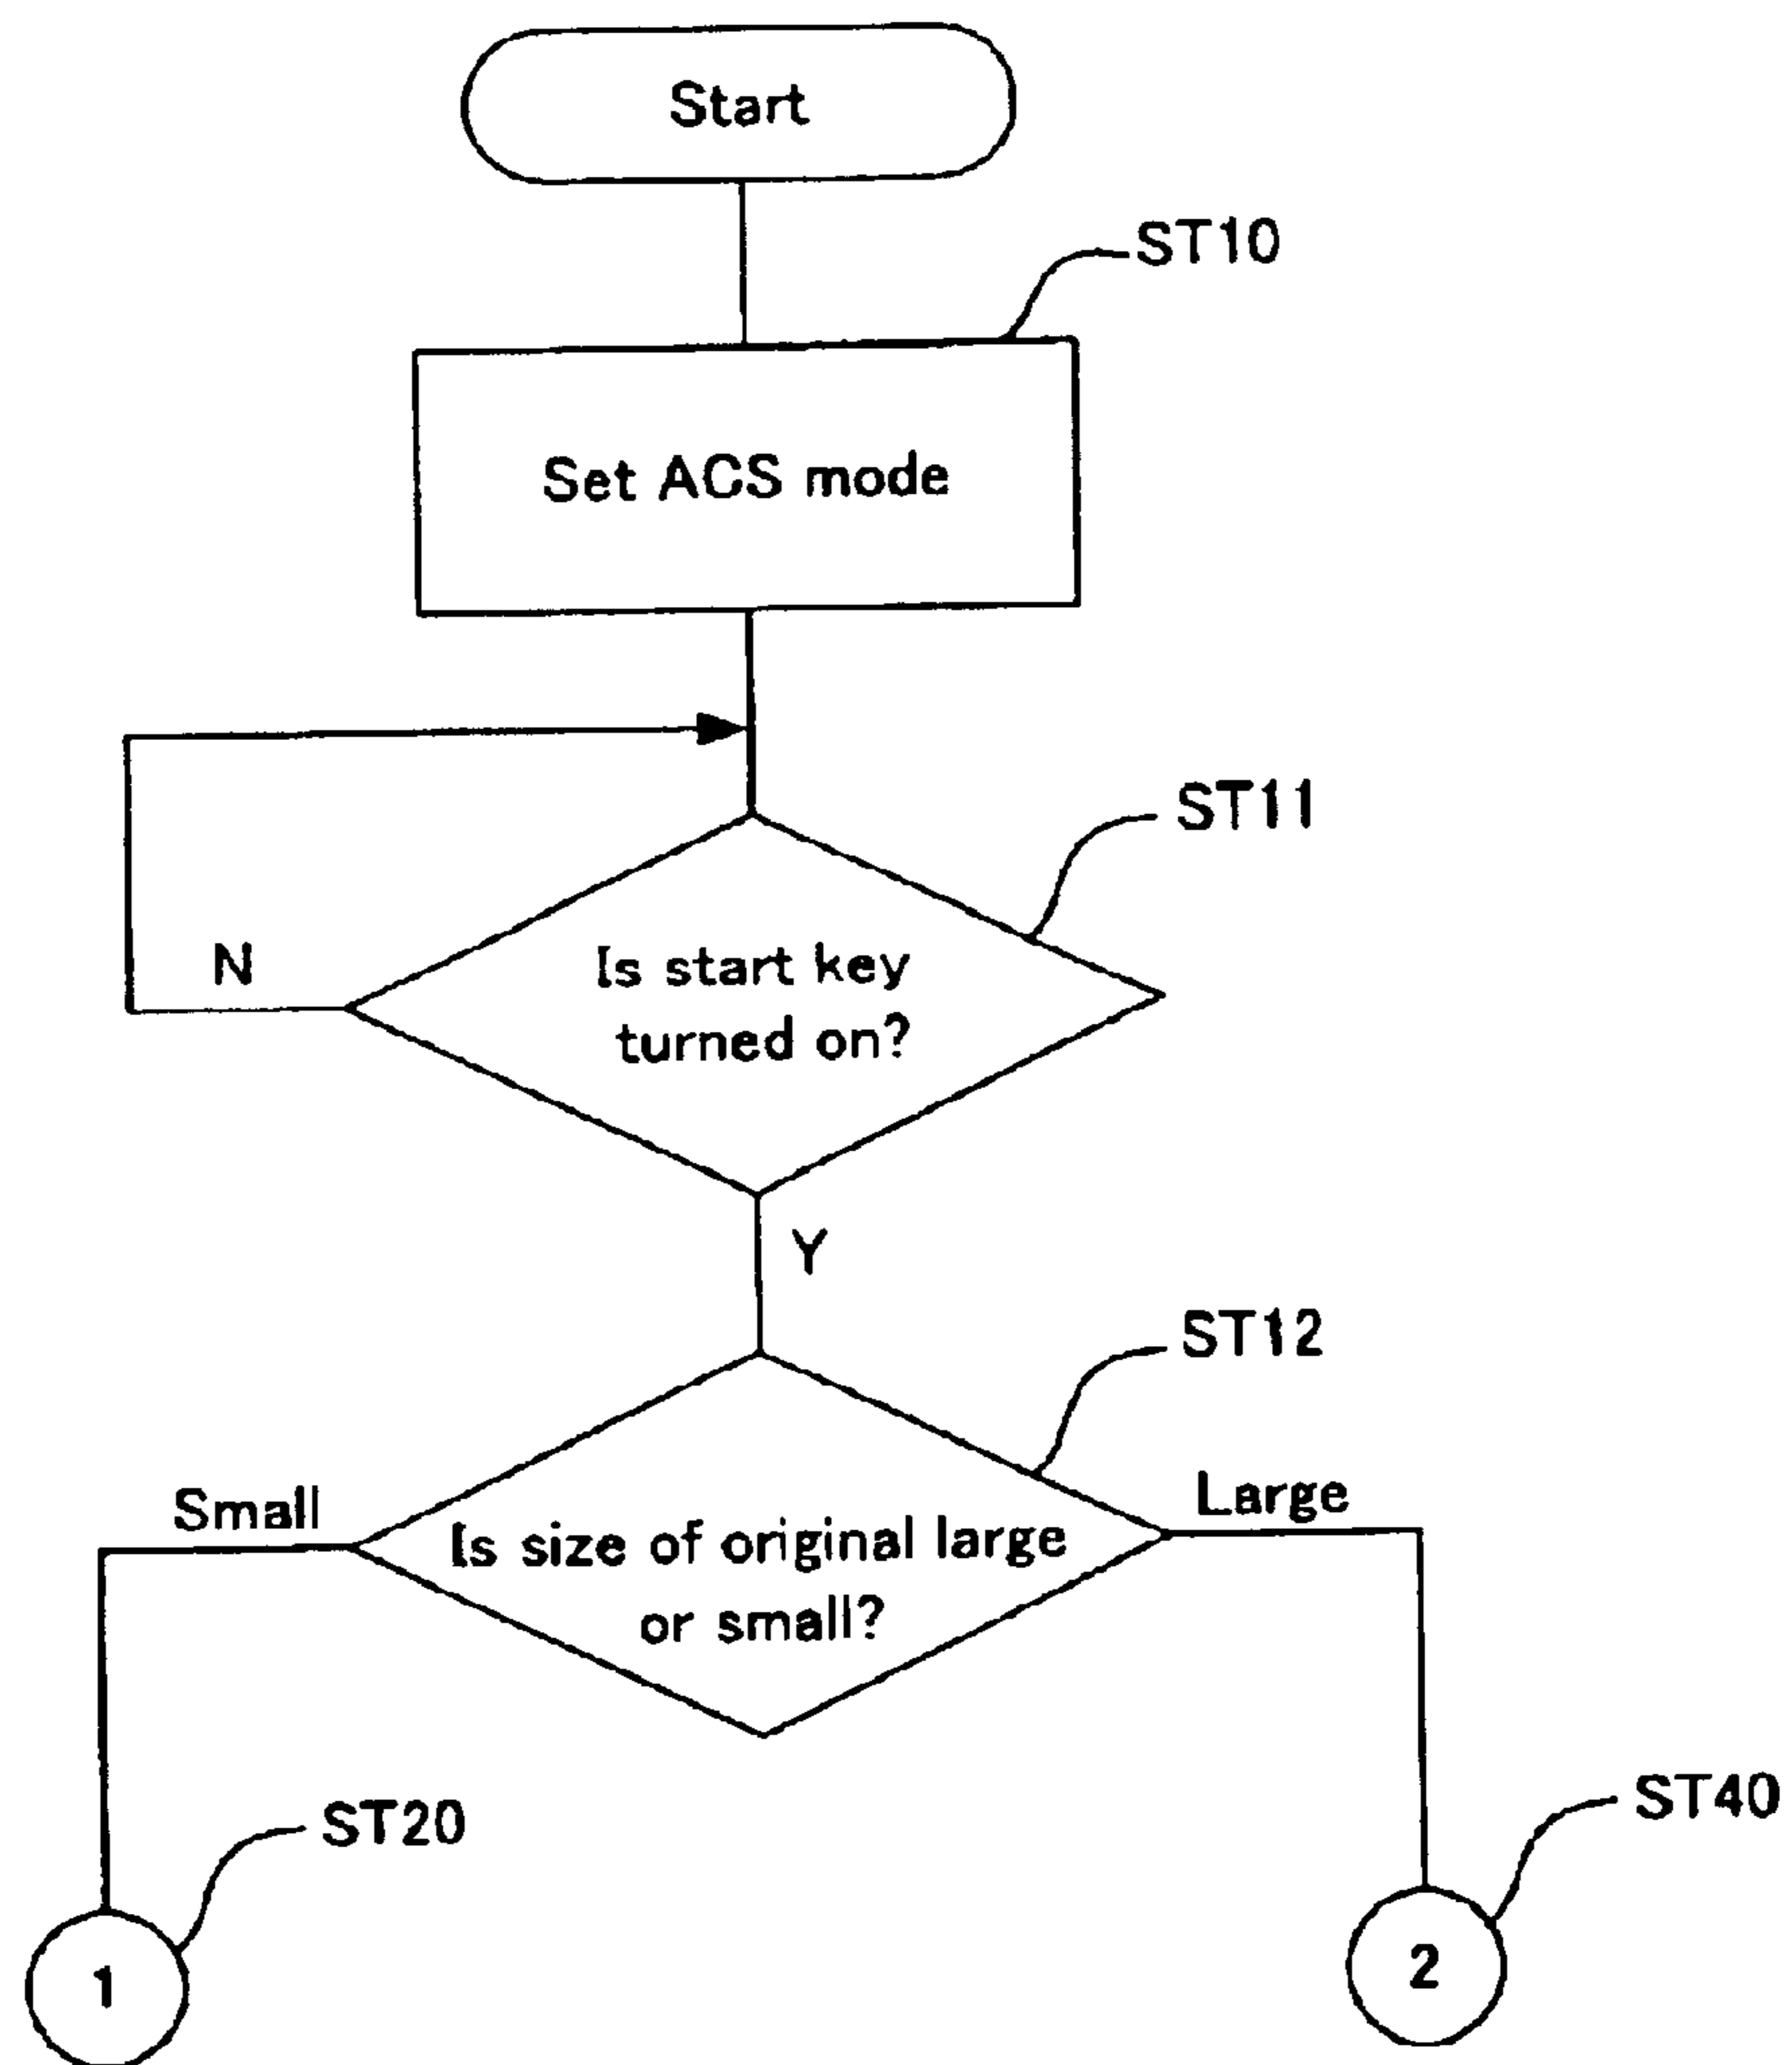 Start
ST10
Set ACS mode
ST11
N
Is start key
turned on?
Y
ST12
Small
Large
Is size of original large
or small?
ST20
ST40
1
2